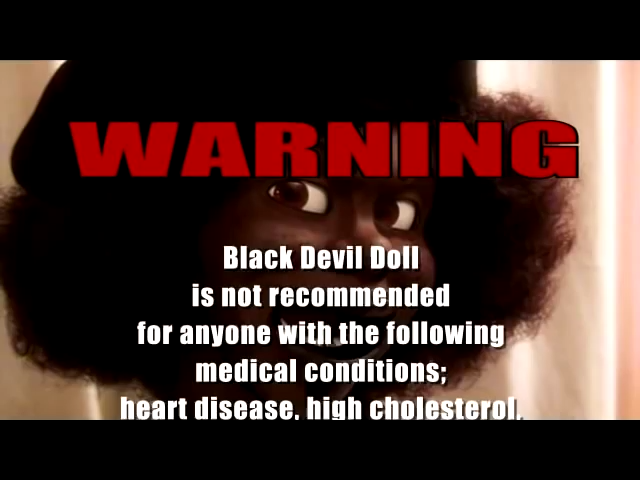 WARNING
Black Devil Doll
is not recommended
for anyone with the following
medical conditions;
heart disease, high cholesterol,